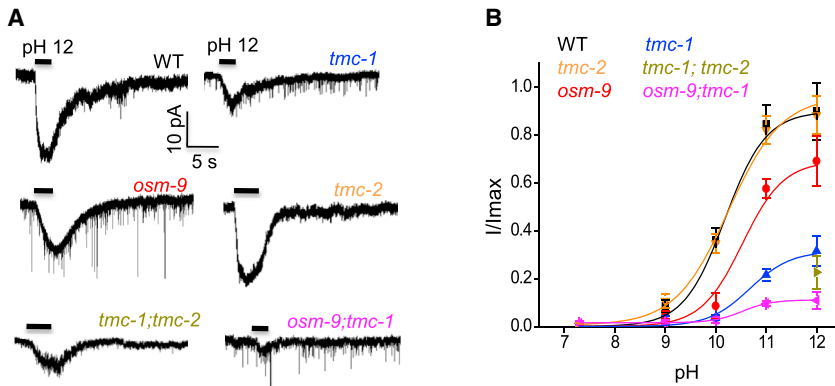 A
pH 12
WT
pH 12
tmc-1
10 pA
5 s
osm-9
tmc-2
tmc-1;tmc-2
osm-9;tmc-1
B
WT tmc-1
tmc-2 tmc-1; tmc-2
osm-9 osm-9;tmc-1
I/Imax
1.0
0.8
0.6
0.4
0.2
0.0
7 8 9 10 11 12
pH